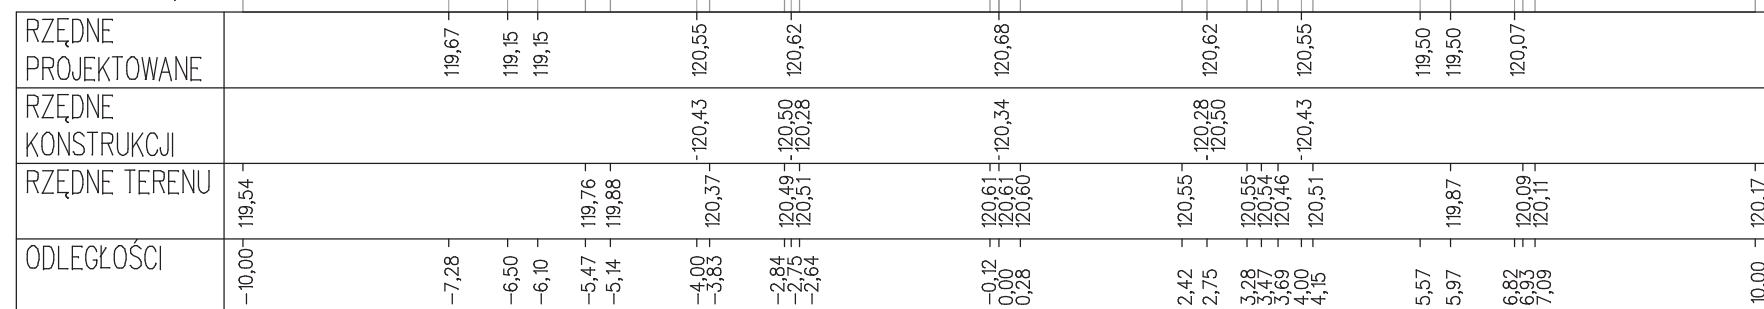 RZĘDNE
PROJEKTOWANE
119,67 119,15 119,15 120,55 120,62 120,68 120,62 120,55 119,50 119,50 120,07
RZĘDNE
KONSTRUKCJI
120,43 120,50 120,28 120,34 120,28 120,50 120,43
RZĘDNE TERENU
119,54 119,76 119,88 120,37 120,49 120,51 120,61 120,61 120,60 120,55 120,55 120,54 120,46 120,51 119,87 120,09 120,11 120,17
ODLEGŁOŚCI
-10,00 -7,28 -6,50 -6,10 -5,47 -5,14 -4,00 -3,83 -2,84 -2,75 -2,64 -0,12 0,00 0,28 2,42 2,75 3,28 3,47 3,69 4,00 4,15 5,57 5,97 6,82 6,93 7,09 10,00